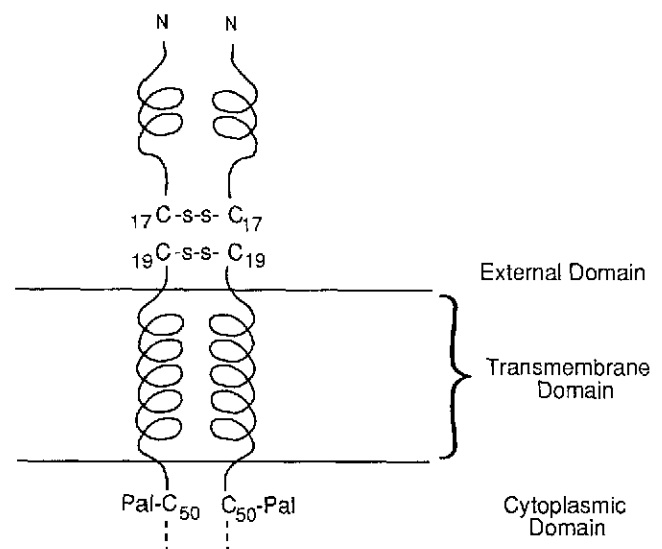 N N
17C-s-s-C17
19C-s-s-C19
External Domain
Transmembrane
Domain
Pal-C50 C50-Pal
Cytoplasmic
Domain